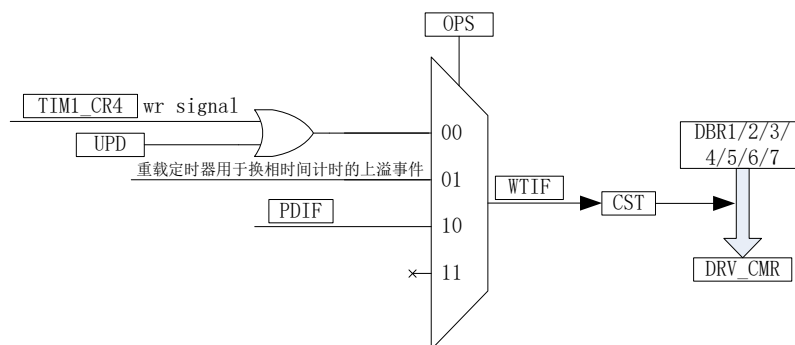 OPS
TIM1_CR4 wr signal
UPD
00
重载定时器用于换相时间计时的上溢事件
01
PDIF
10
11
WTIF
CST
DBR1/2/3/
4/5/6/7
DRV_CMR